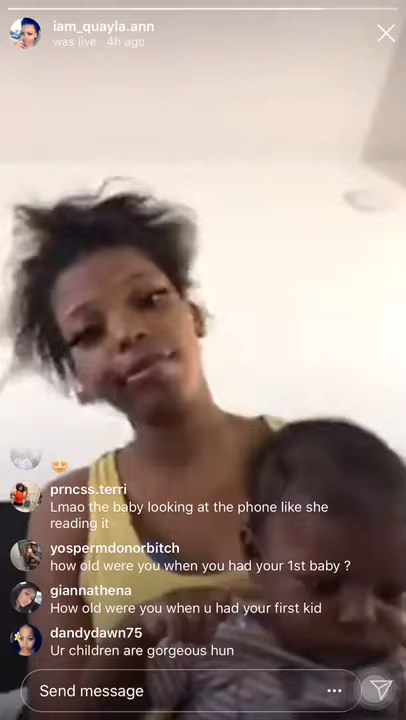 iam_quayla.ann
was live 4h ago
prncss.terri
Lmao the baby looking at the phone like she
reading it
yospermdonorbitch
how old were you when you had your 1st baby ?
giannathena
How old were you when u had your first kid
dandydawn75
Ur children are gorgeous hun
Send message